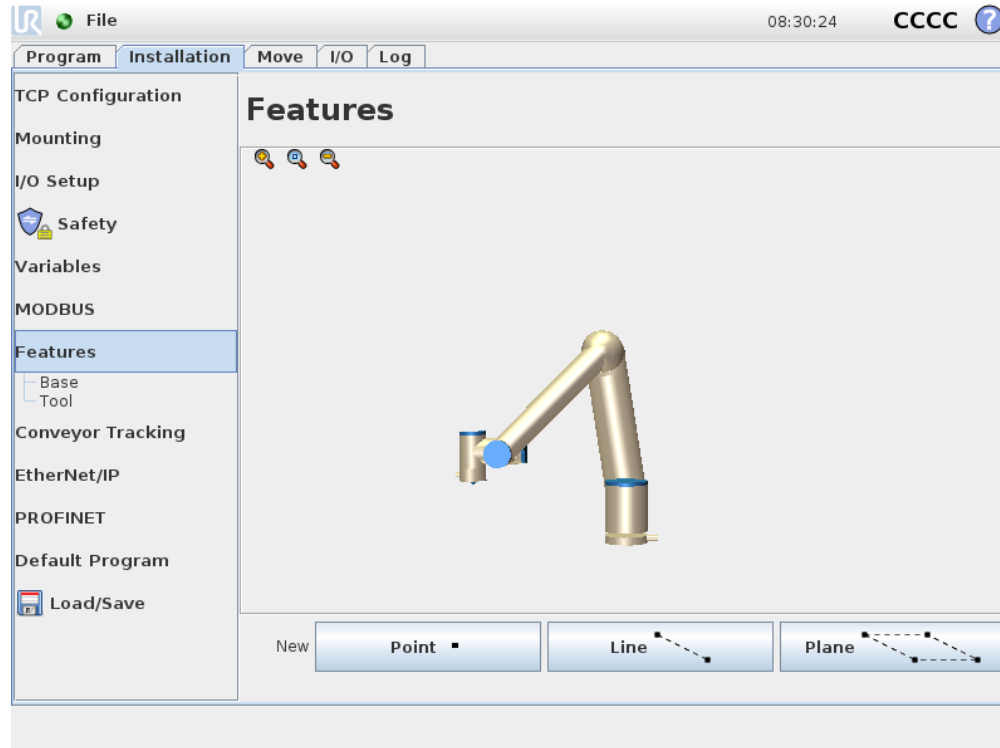 UR File 08:30:24 CCCC ?
Program Installation Move I/O Log
TCP Configuration
Mounting
I/O Setup
Safety
Variables
MODBUS
Features
Base
Tool
Conveyor Tracking
EtherNet/IP
PROFINET
Default Program
Load/Save
Features
New Point Line Plane